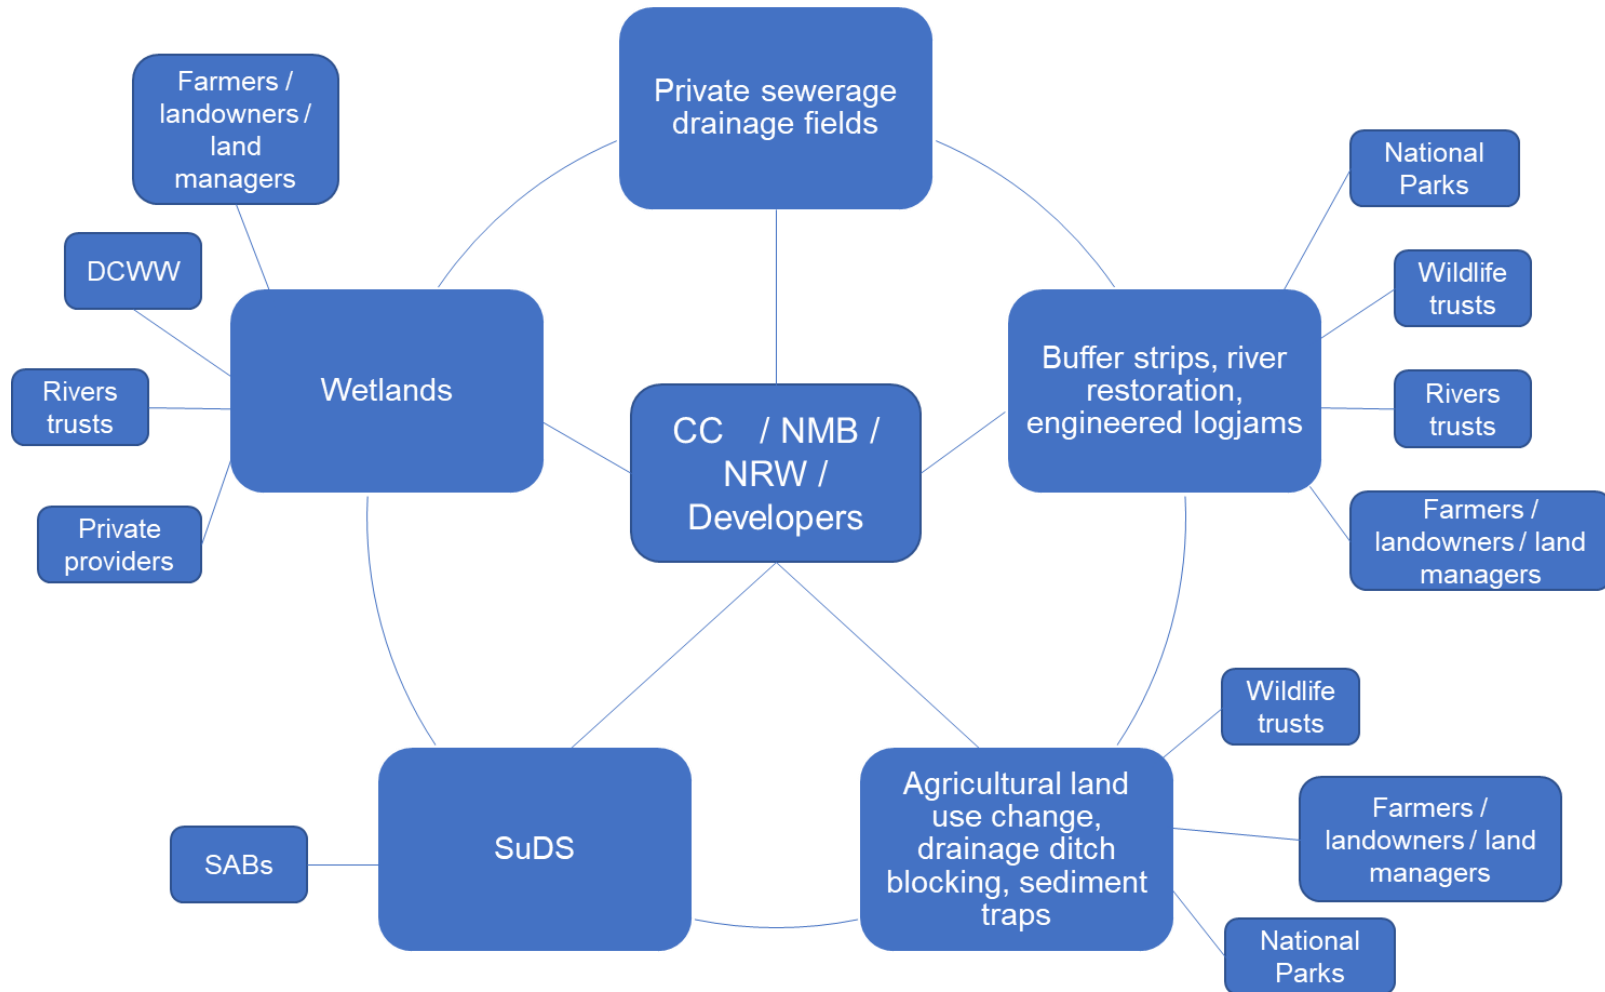 Private sewerage
drainage fields
Farmers /
landowners /
land
managers
DCWW
Rivers
trusts
Private
providers
Wetlands
CC / NMB /
NRW /
Developers
Buffer strips, river
restoration,
engineered logjams
National
Parks
Wildlife
trusts
Rivers
trusts
Farmers /
landowners / land
managers
SABs
SuDS
Agricultural land
use change,
drainage ditch
blocking, sediment
traps
Wildlife
trusts
Farmers /
landowners / land
managers
National
Parks